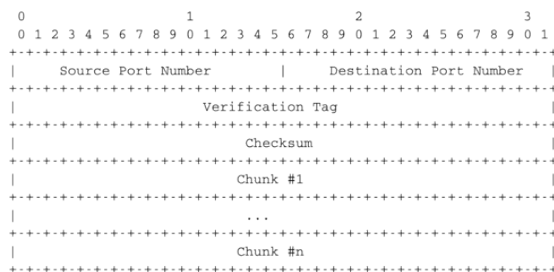 0                   1                   2                   3
0 1 2 3 4 5 6 7 8 9 0 1 2 3 4 5 6 7 8 9 0 1 2 3 4 5 6 7 8 9 0 1
+-+-+-+-+-+-+-+-+-+-+-+-+-+-+-+-+-+-+-+-+-+-+-+-+-+-+-+-+-+-+-+-+
| Source Port Number | Destination Port Number |
+-+-+-+-+-+-+-+-+-+-+-+-+-+-+-+-+-+-+-+-+-+-+-+-+-+-+-+-+-+-+-+-+
| Verification Tag |
+-+-+-+-+-+-+-+-+-+-+-+-+-+-+-+-+-+-+-+-+-+-+-+-+-+-+-+-+-+-+-+-+
| Checksum |
+-+-+-+-+-+-+-+-+-+-+-+-+-+-+-+-+-+-+-+-+-+-+-+-+-+-+-+-+-+-+-+-+
| Chunk #1 |
+-+-+-+-+-+-+-+-+-+-+-+-+-+-+-+-+-+-+-+-+-+-+-+-+-+-+-+-+-+-+-+-+
| ... |
+-+-+-+-+-+-+-+-+-+-+-+-+-+-+-+-+-+-+-+-+-+-+-+-+-+-+-+-+-+-+-+-+
| Chunk #n |
+-+-+-+-+-+-+-+-+-+-+-+-+-+-+-+-+-+-+-+-+-+-+-+-+-+-+-+-+-+-+-+-+